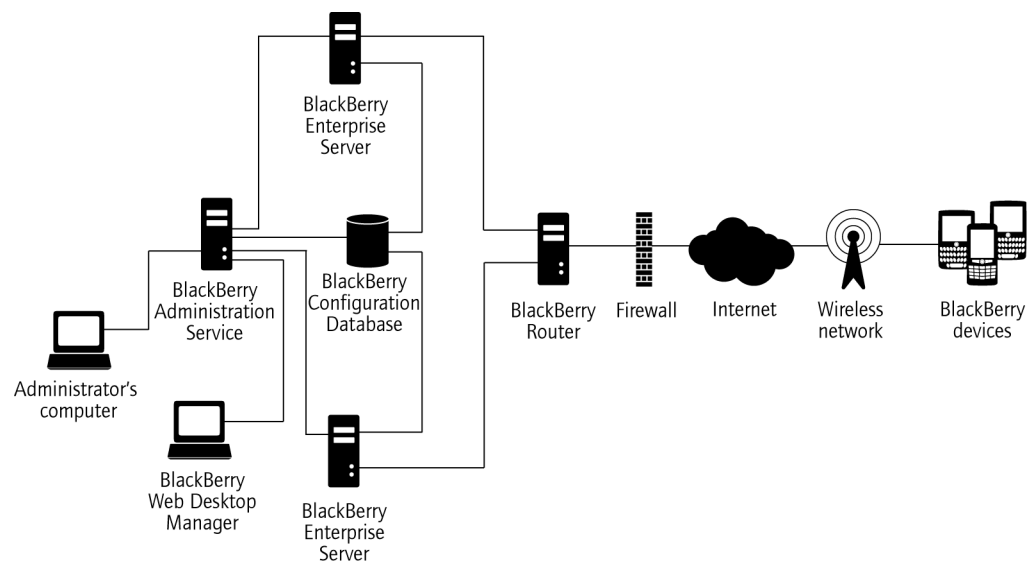 BlackBerry
Enterprise
Server
BlackBerry
Administration
Service
BlackBerry
Configuration
Database
BlackBerry
Router
Firewall
Internet
Wireless
network
BlackBerry
devices
Administrator's
computer
BlackBerry
Web Desktop
Manager
BlackBerry
Enterprise
Server